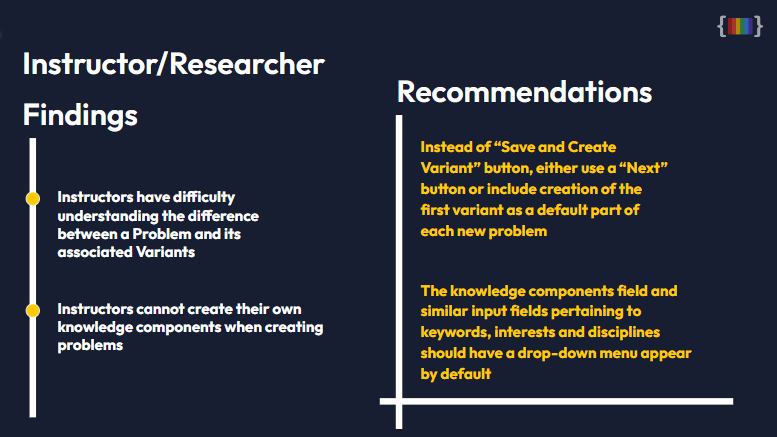 Instructor/Researcher
Findings
Instructors have difficulty
understanding the difference
between a Problem and its
associated Variants
Instructors cannot create their own
knowledge components when creating
problems
Recommendations
Instead of “Save and Create
Variant” button, either use a “Next”
button or include creation of the
first variant as a default part of
each new problem
The knowledge components field and
similar input fields pertaining to
keywords, interests and disciplines
should have a drop-down menu appear
by default